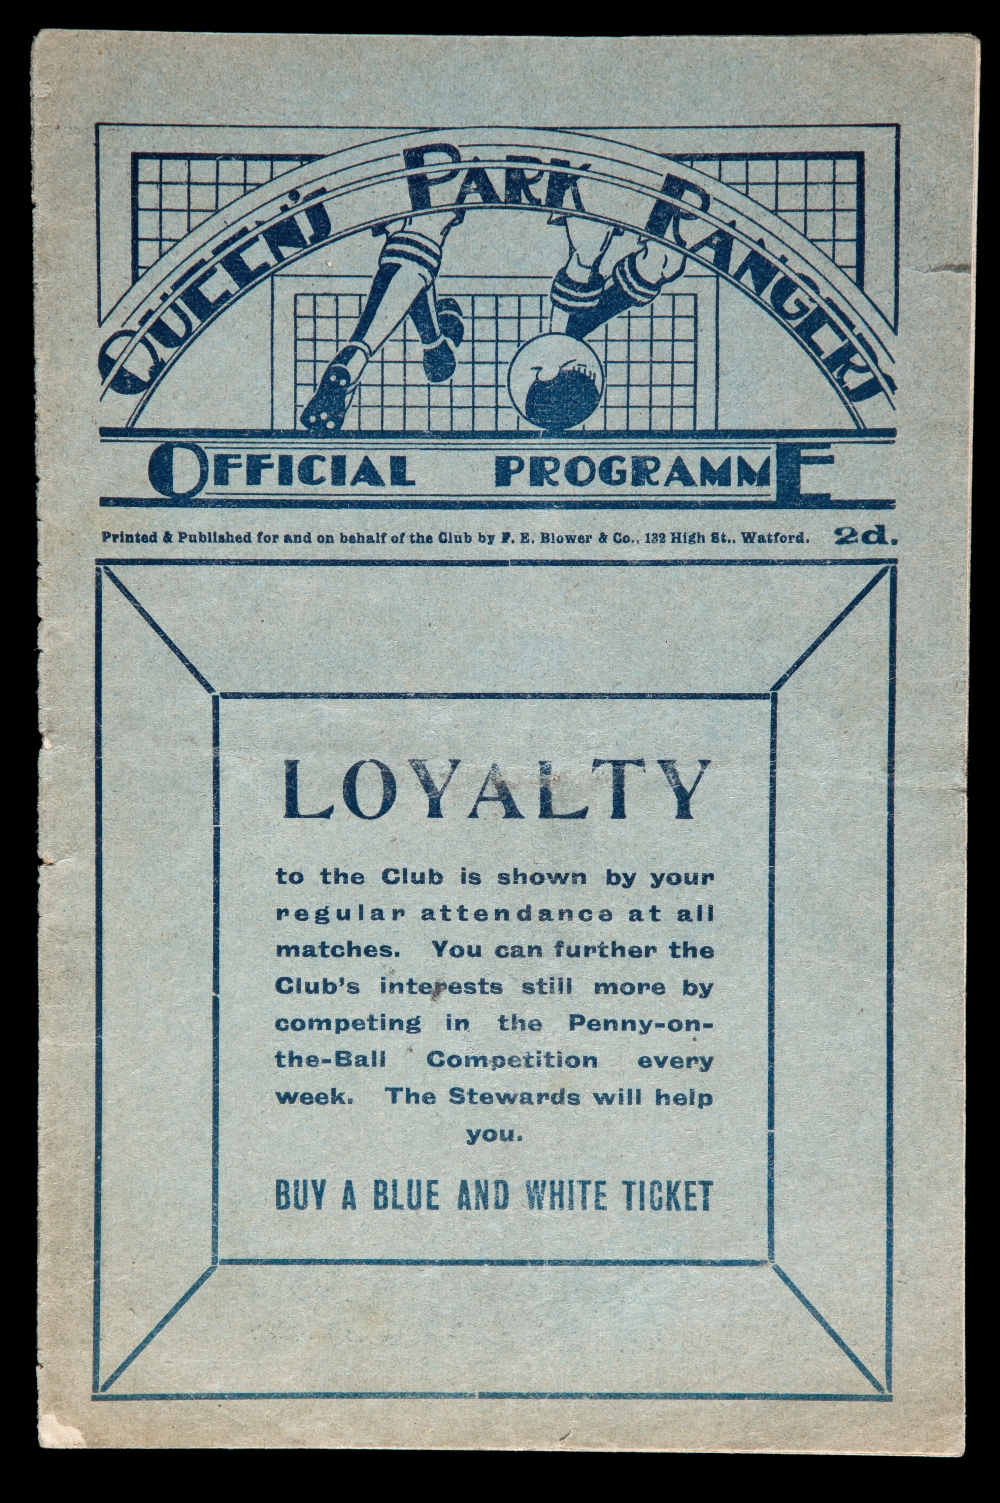 QUEEN'S PARK RANGERS
OFFICIAL PROGRAMME
Printed & Published for and on behalf of the Club by F. E. Blower & Co., 132 High St., Watford. 2d.
LOYALTY
to the Club is shown by your
regular attendance at all
matches. You can further the
Club's interests still more by
competing in the Penny-on-
the-Ball Competition every
week. The Stewards will help
you.
BUY A BLUE AND WHITE TICKET